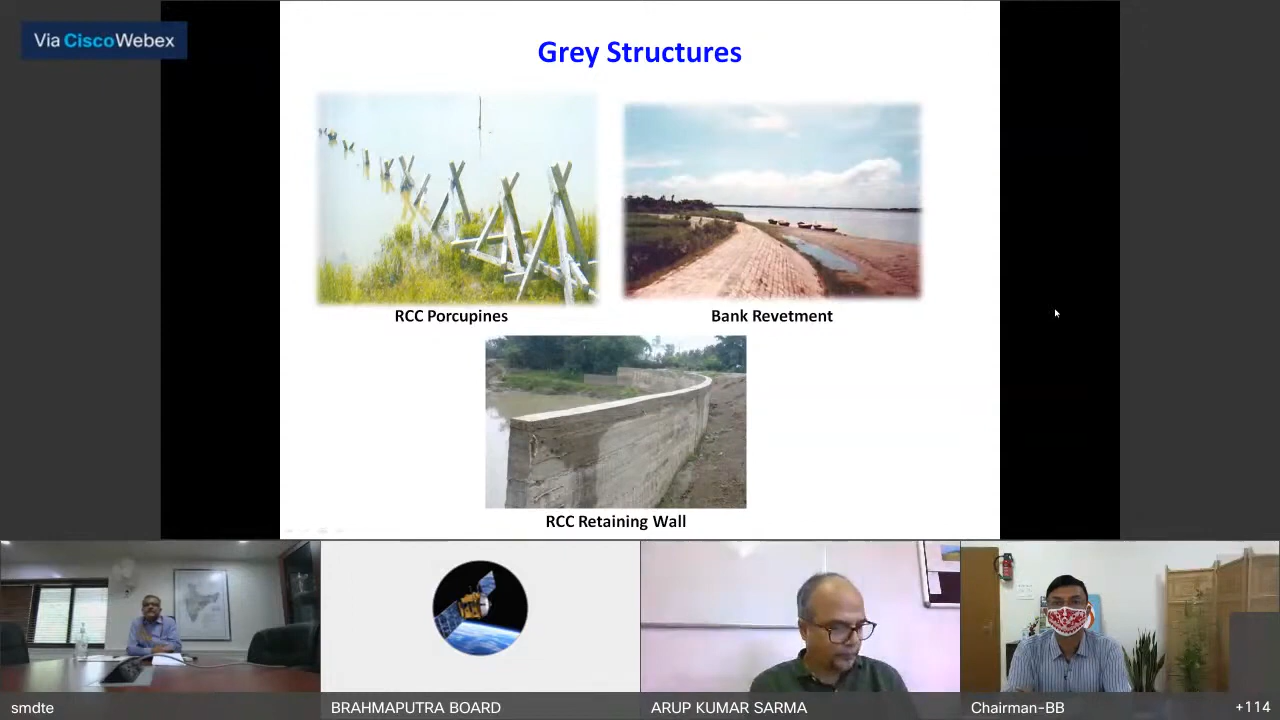 Via CiscoWebex
Grey Structures
RCC Porcupines
Bank Revetment
RCC Retaining Wall
smdte
BRAHMAPUTRA BOARD
ARUP KUMAR SARMA
Chairman-BB
+114